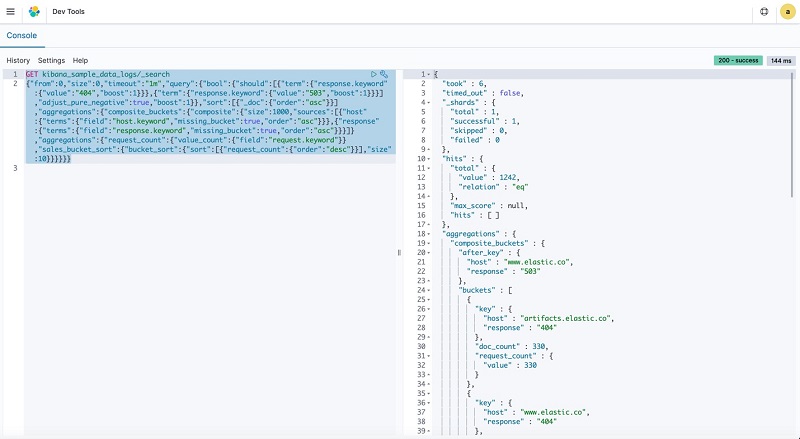 Dev Tools
a
Console
History Settings Help
200 - success 144 ms
1 GET kibana_sample_data_logs/_search
2 {"from":0,"size":0,"timeout":"1m","query":{"bool":{"should":[{"term":{"response.keyword"
:{"value":"404","boost":1}}},{"term":{"response.keyword":{"value":"503","boost":1}}}]
,"adjust_pure_negative":true,"boost":1}},"sort":[{"_doc":{"order":"asc"}}]
,"aggregations":{"composite_buckets":{"composite":{"size":1000,"sources":[{"host"
:{"terms":{"field":"host.keyword","missing_bucket":true,"order":"asc"}}},{"response"
:{"terms":{"field":"response.keyword","missing_bucket":true,"order":"asc"}}}]}
,"aggregations":{"request_count":{"value_count":{"field":"request.keyword"}}
,"sales_bucket_sort":{"bucket_sort":{"sort":[{"request_count":{"order":"desc"}}],"size"
:10}}}}}}
3
1 {
2 "took" : 6,
3 "timed_out" : false,
4 "_shards" : {
5 "total" : 1,
6 "successful" : 1,
7 "skipped" : 0,
8 "failed" : 0
9 },
10 "hits" : {
11 "total" : {
12 "value" : 1242,
13 "relation" : "eq"
14 },
15 "max_score" : null,
16 "hits" : [ ]
17 },
18 "aggregations" : {
19 "composite_buckets" : {
20 "after_key" : {
21 "host" : "www.elastic.co",
22 "response" : "503"
23 },
24 "buckets" : [
25 {
26 "key" : {
27 "host" : "artifacts.elastic.co",
28 "response" : "404"
29 },
30 "doc_count" : 330,
31 "request_count" : {
32 "value" : 330
33 }
34 },
35 {
36 "key" : {
37 "host" : "www.elastic.co",
38 "response" : "404"
39 },